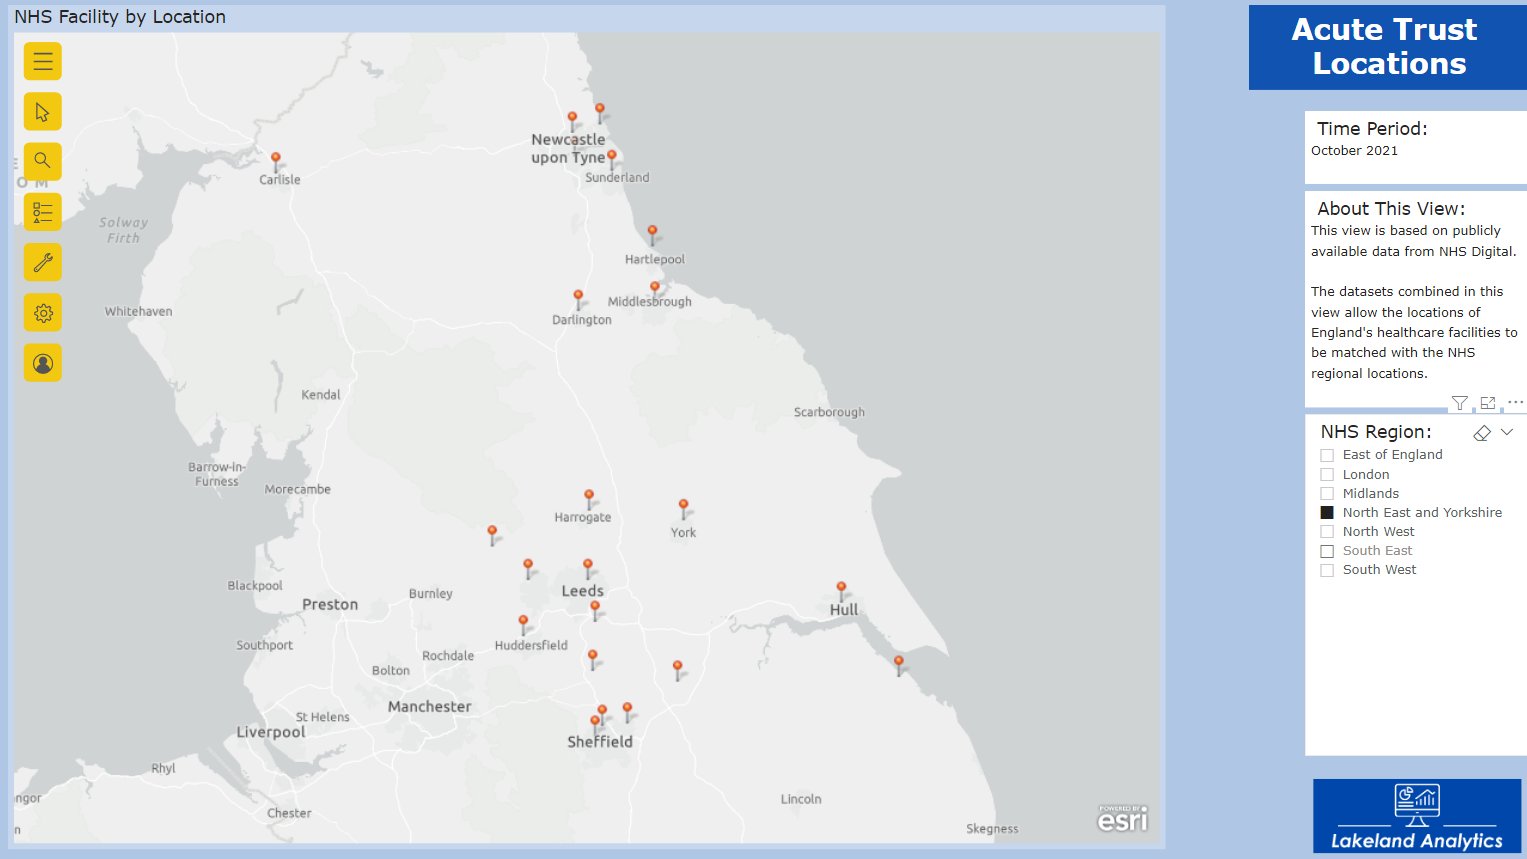 NHS Facility by Location
Acute Trust
Locations
Time Period:
October 2021
About This View:
This view is based on publicly
available data from NHS Digital.
The datasets combined in this
view allow the locations of
England's healthcare facilities to
be matched with the NHS
regional locations.
NHS Region:
East of England
London
Midlands
North East and Yorkshire
North West
South East
South West
Newcastle
upon Tyne
Sunderland
Carlisle
E
O M
Solway
Firth
Hartlepool
Middlesbrough
Darlington
Whitehaven
Kendal
Scarborough
Barrow-in-
Furness
Morecambe
Harrogate
York
Blackpool
Burnley
Leeds
Preston
Hull
Southport
Huddersfield
Rochdale
Bolton
Manchester
St Helens
Liverpool
Sheffield
Rhyl
ngor
Lincoln
Chester
n
Skegness
POWERED BY
esri
Lakeland Analytics